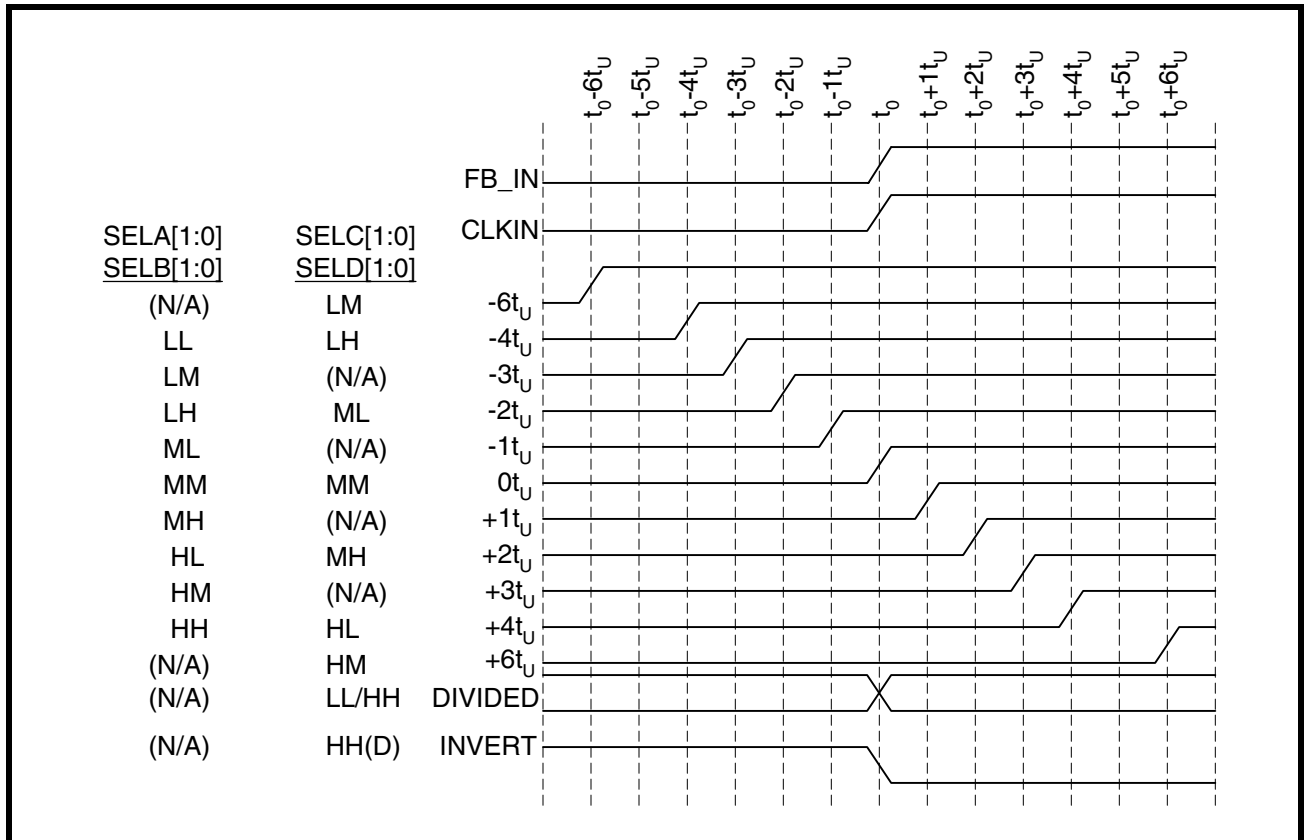 t0-6tU t0-5tU t0-4tU t0-3tU t0-2tU t0-1tU t0 t0+1tU t0+2tU t0+3tU t0+4tU t0+5tU t0+6tU
FB_IN
SELA[1:0] SELC[1:0] CLKIN
SELB[1:0] SELD[1:0]
(N/A) LM -6tU
LL LH -4tU
LM (N/A) -3tU
LH ML -2tU
ML (N/A) -1tU
MM MM 0tU
MH (N/A) +1tU
HL MH +2tU
HM (N/A) +3tU
HH HL +4tU
(N/A) HM +6tU
(N/A) LL/HH DIVIDED
(N/A) HH(D) INVERT